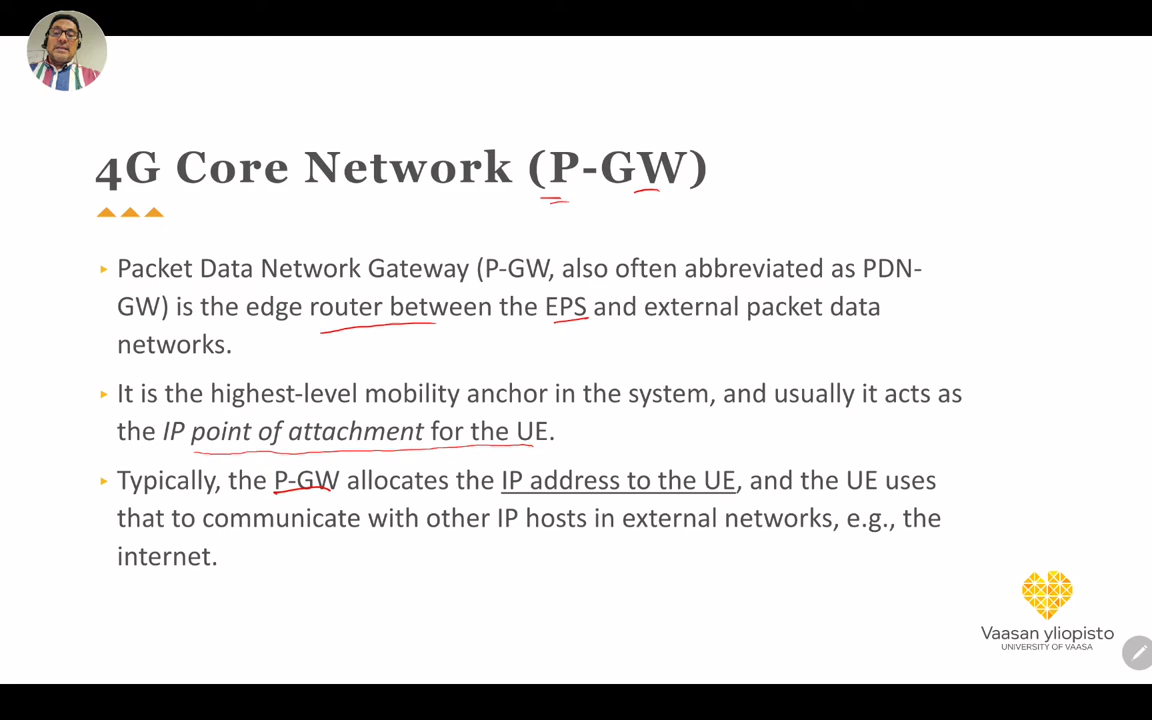 4G Core Network (P-GW)
Packet Data Network Gateway (P-GW, also often abbreviated as PDN-
GW) is the edge router between the EPS and external packet data
networks.
It is the highest-level mobility anchor in the system, and usually it acts as
the IP point of attachment for the UE.
Typically, the P-GW allocates the IP address to the UE, and the UE uses
that to communicate with other IP hosts in external networks, e.g., the
internet.
Vaasan yliopisto
UNIVERSITY OF VAASA